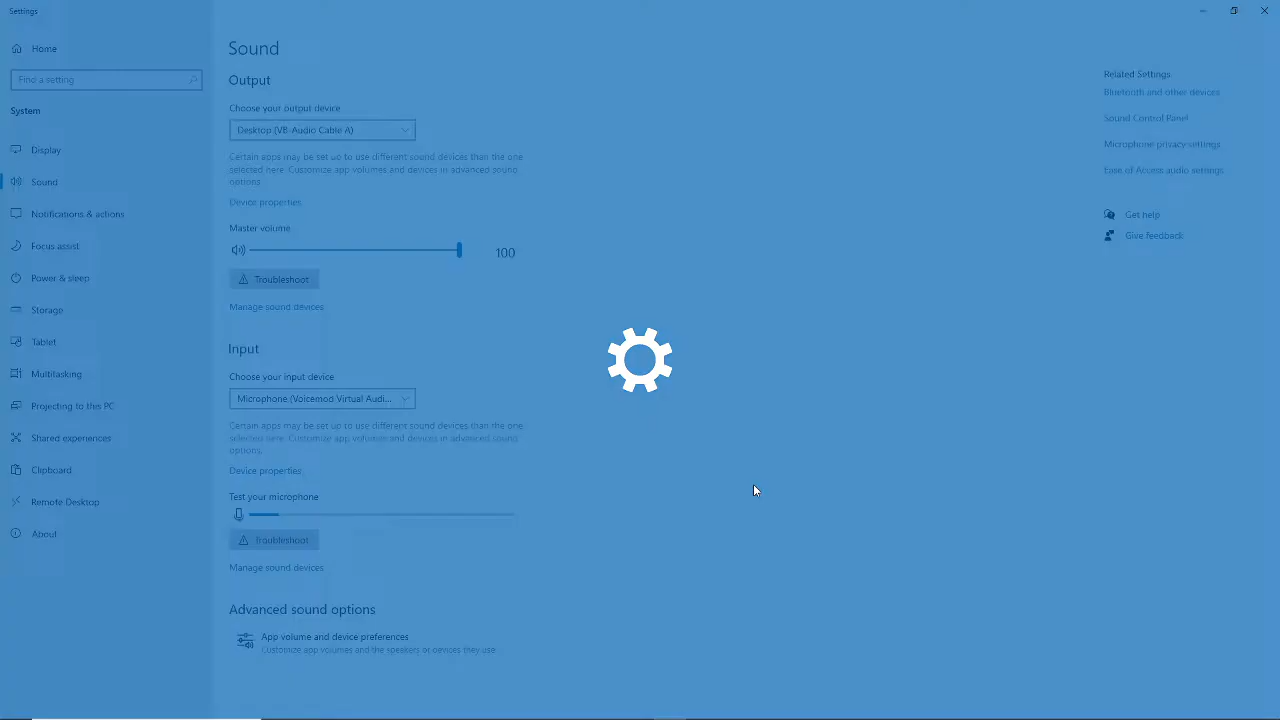 Settings
Home
Find a setting
System
Display
Sound
Notifications & actions
Focus assist
Power & sleep
Storage
Tablet
Multitasking
Projecting to this PC
Shared experiences
Clipboard
Remote Desktop
About
Sound
Output
Choose your output device
Desktop (VB-Audio Cable A)
Certain apps may be set up to use different sound devices than the one
selected here. Customize app volumes and devices in advanced sound
options.
Device properties
Master volume
100
Troubleshoot
Manage sound devices
Input
Choose your input device
Microphone (Voicemod Virtual Audi...
Certain apps may be set up to use different sound devices than the one
selected here. Customize app volumes and devices in advanced sound
options.
Device properties
Test your microphone
Troubleshoot
Manage sound devices
Advanced sound options
App volume and device preferences
Customize app volumes and the speakers or devices they use.
Related Settings
Bluetooth and other devices
Sound Control Panel
Microphone privacy settings
Ease of Access audio settings
Get help
Give feedback